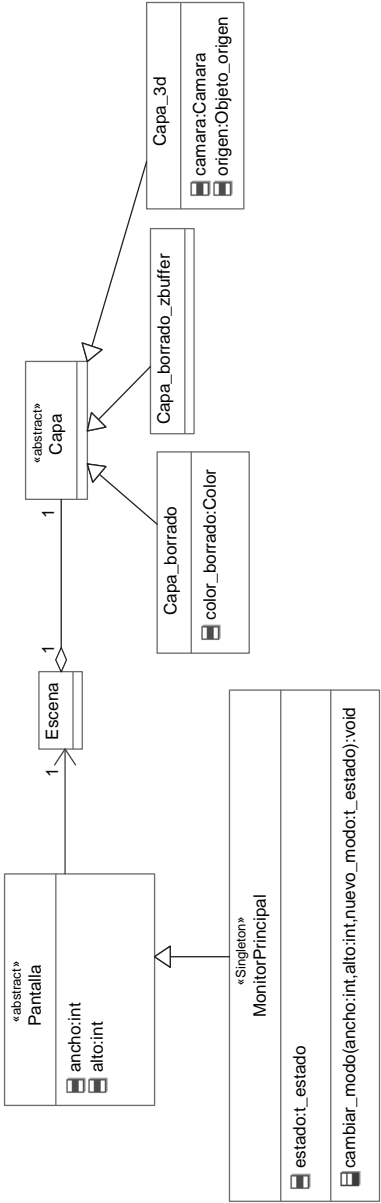 «abstract»
Pantalla
ancho:int
alto:int
1
Escena
1
1
«abstract»
Capa
Capa_borrado
color_borrado:Color
Capa_borrado_zbuffer
Capa_3d
camara:Camara
origen:Objeto_origen
«Singleton»
MonitorPrincipal
estado:t_estado
cambiar_modo(ancho:int,alto:int,nuevo_modo:t_estado):void